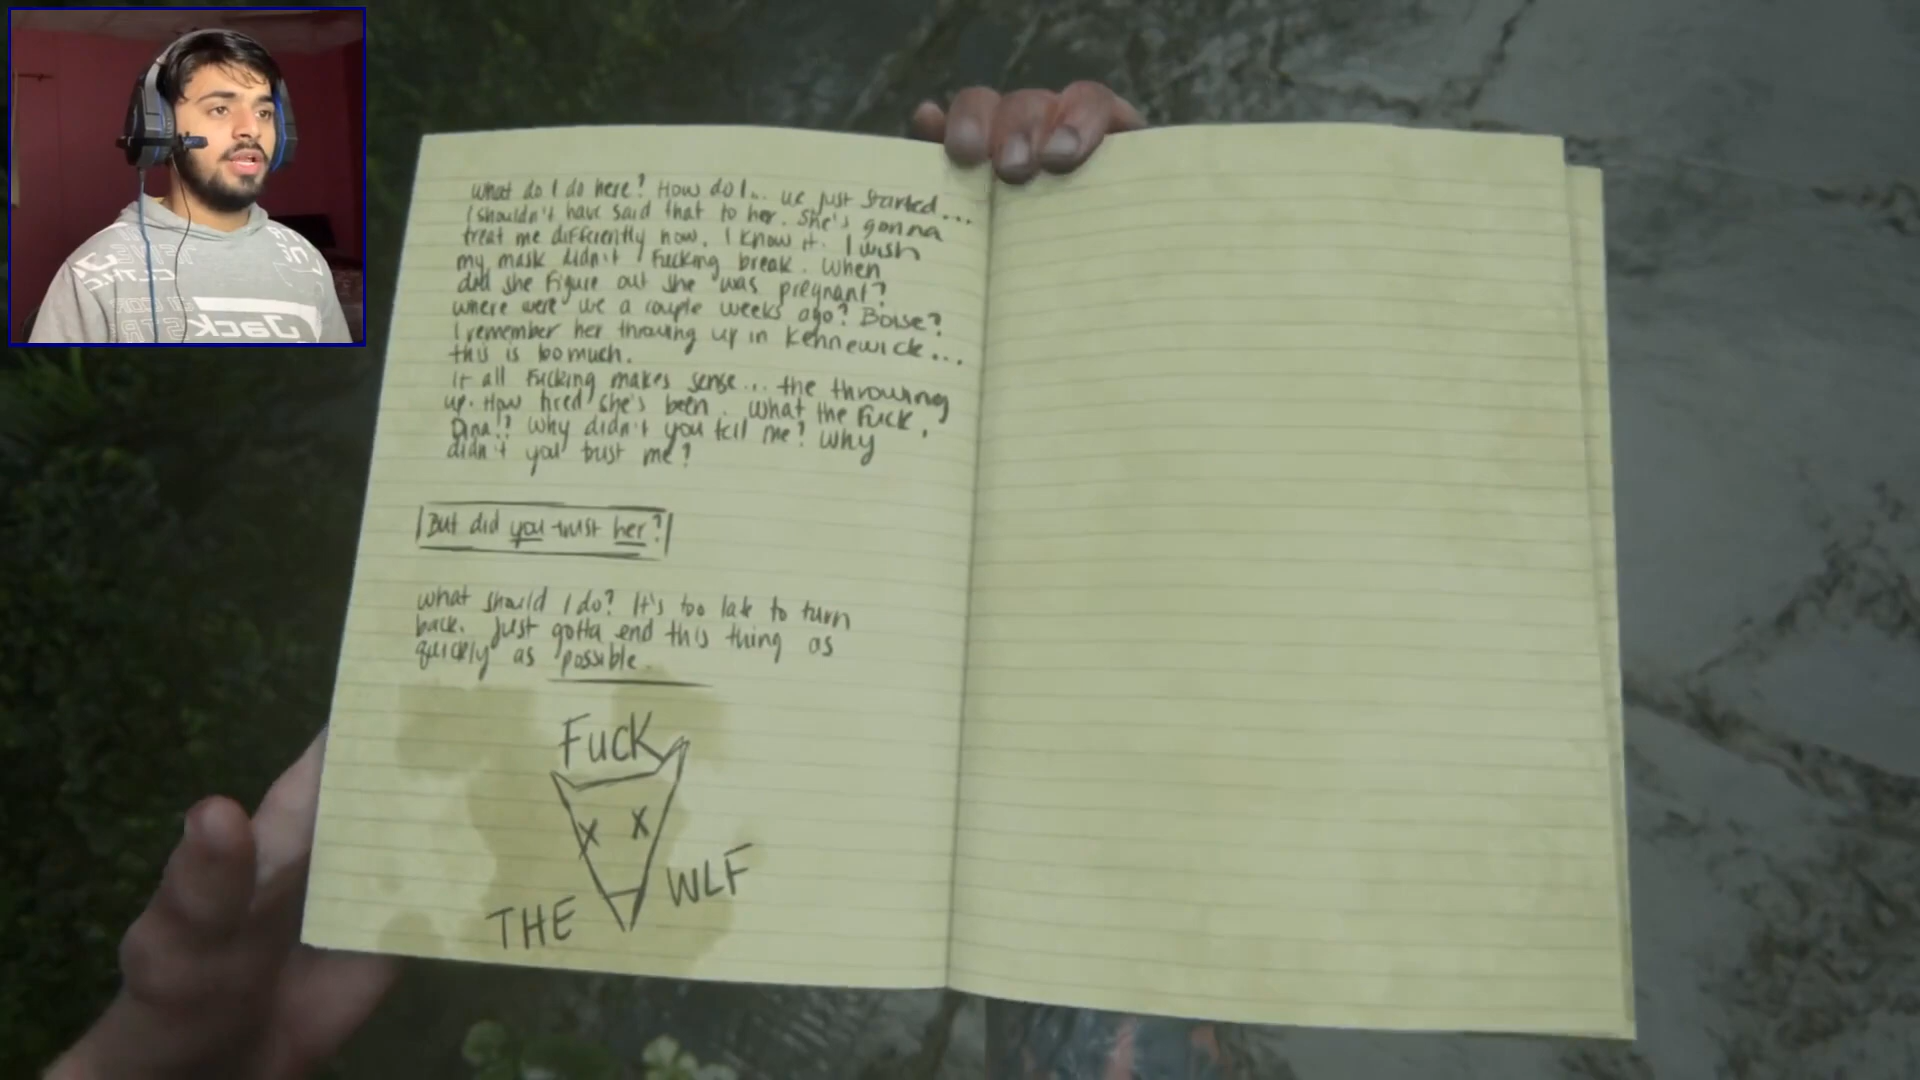 What do I do here? How do I... we just started...
I shouldn't have said that to her. She's gonna
treat me differently now. I know it. I wish
my mask didn't fucking break. When
did she figure out she was pregnant?
where were we a couple weeks ago? Boise?
I remember her throwing up in Kennewick...
this is too much.
It all fucking makes sense... the throwing
up. How tired she's been. What the fuck,
Dina!? Why didn't you tell me? Why
didn't you trust me?
But did you trust her?
what should I do? It's too late to turn
back. Just gotta end this thing as
quickly as possible.
Fuck
THE WLF
Jack